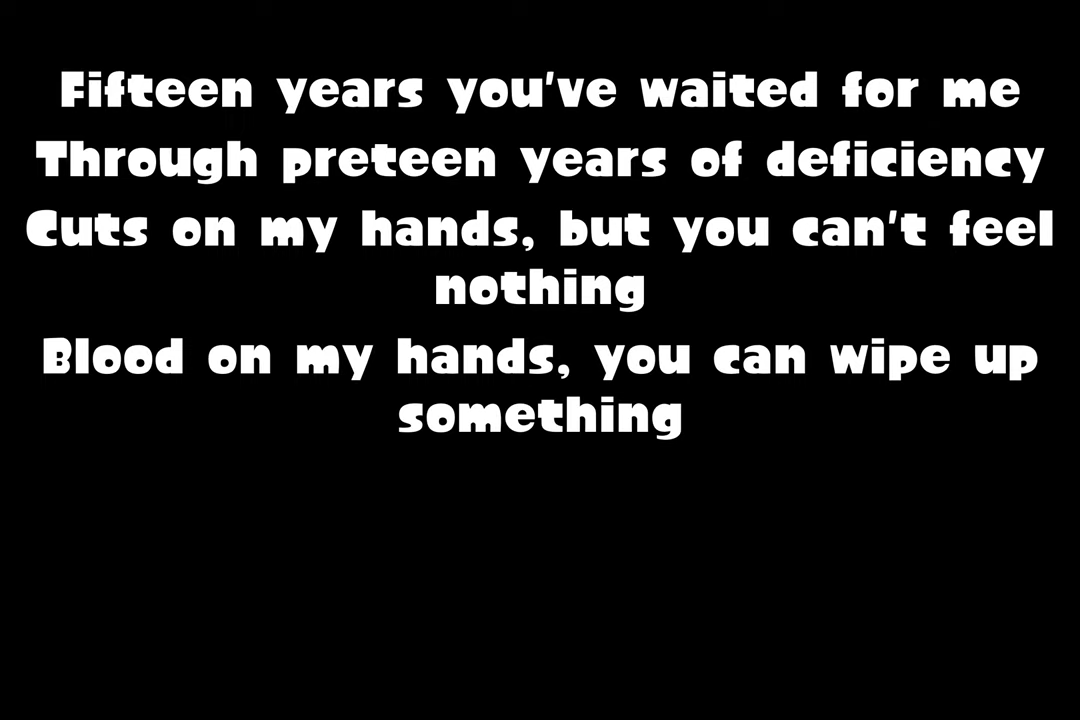 Fifteen years you've waited for me
Through preteen years of deficiency
Cuts on my hands, but you can't feel
nothing
Blood on my hands, you can wipe up
something